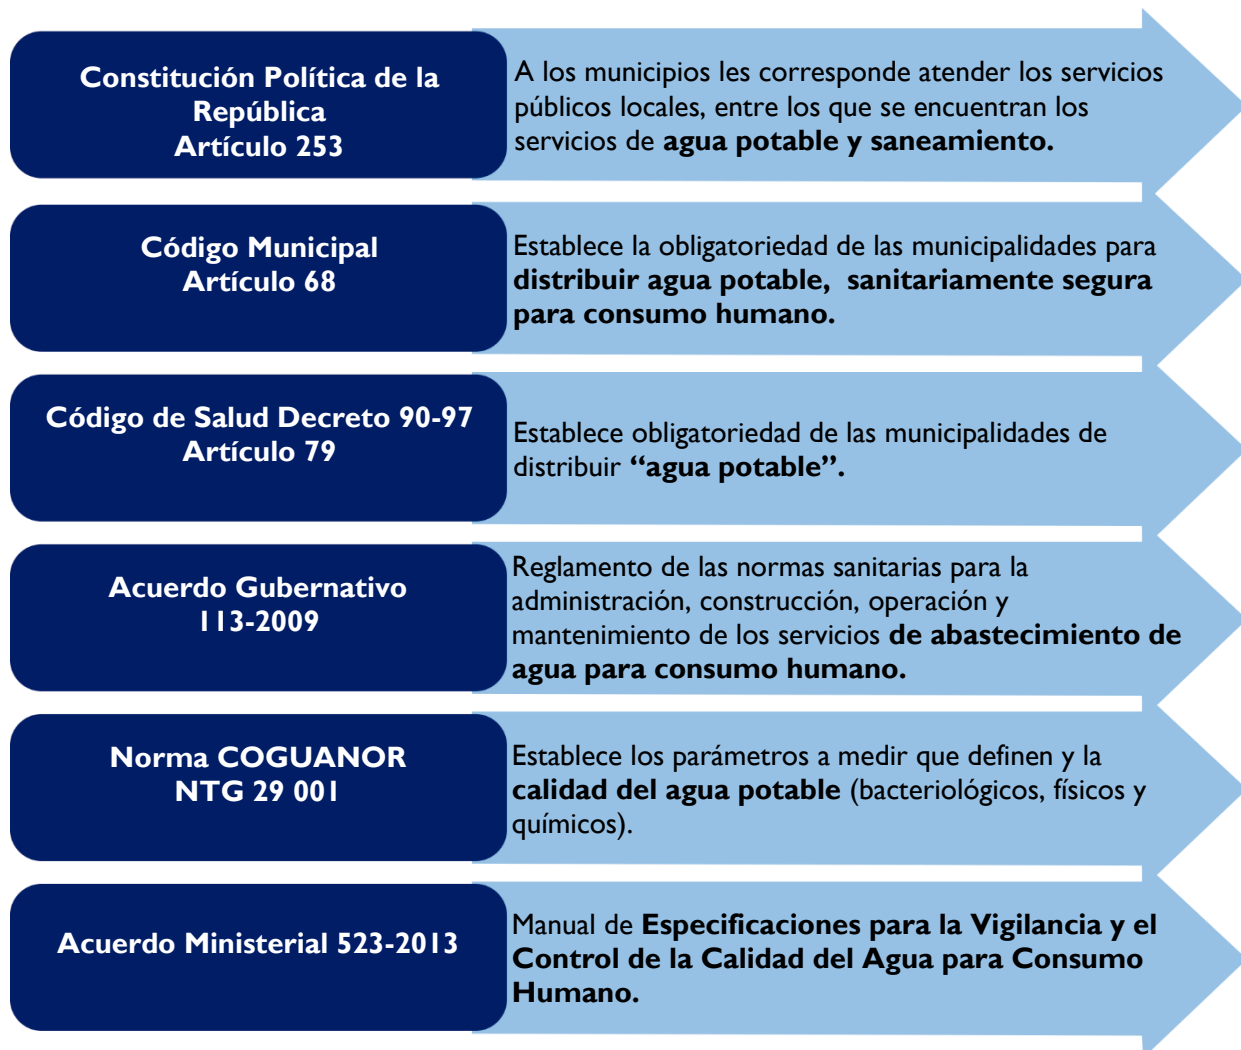 Constitución Política de la
República
Artículo 253
A los municipios les corresponde atender los servicios
públicos locales, entre los que se encuentran los
servicios de agua potable y saneamiento.
Código Municipal
Artículo 68
Establece la obligatoriedad de las municipalidades para
distribuir agua potable,  sanitariamente segura
para consumo humano.
Código de Salud Decreto 90-97
Artículo 79
Establece obligatoriedad de las municipalidades de
distribuir “agua potable”.
Acuerdo Gubernativo
113-2009
Reglamento de las normas sanitarias para la
administración, construcción, operación y
mantenimiento de los servicios de abastecimiento de
agua para consumo humano.
Norma COGUANOR
NTG 29 001
Establece los parámetros a medir que definen y la
calidad del agua potable (bacteriológicos, físicos y
químicos).
Acuerdo Ministerial 523-2013
Manual de Especificaciones para la Vigilancia y el
Control de la Calidad del Agua para Consumo
Humano.